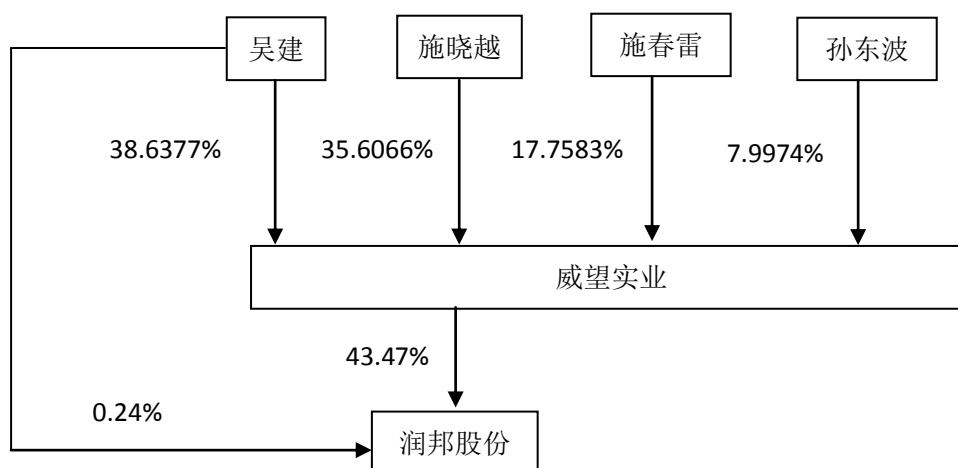 吴建
施晓越
施春雷
孙东波
38.6377%
35.6066%
17.7583%
7.9974%
威望实业
43.47%
0.24%
润邦股份